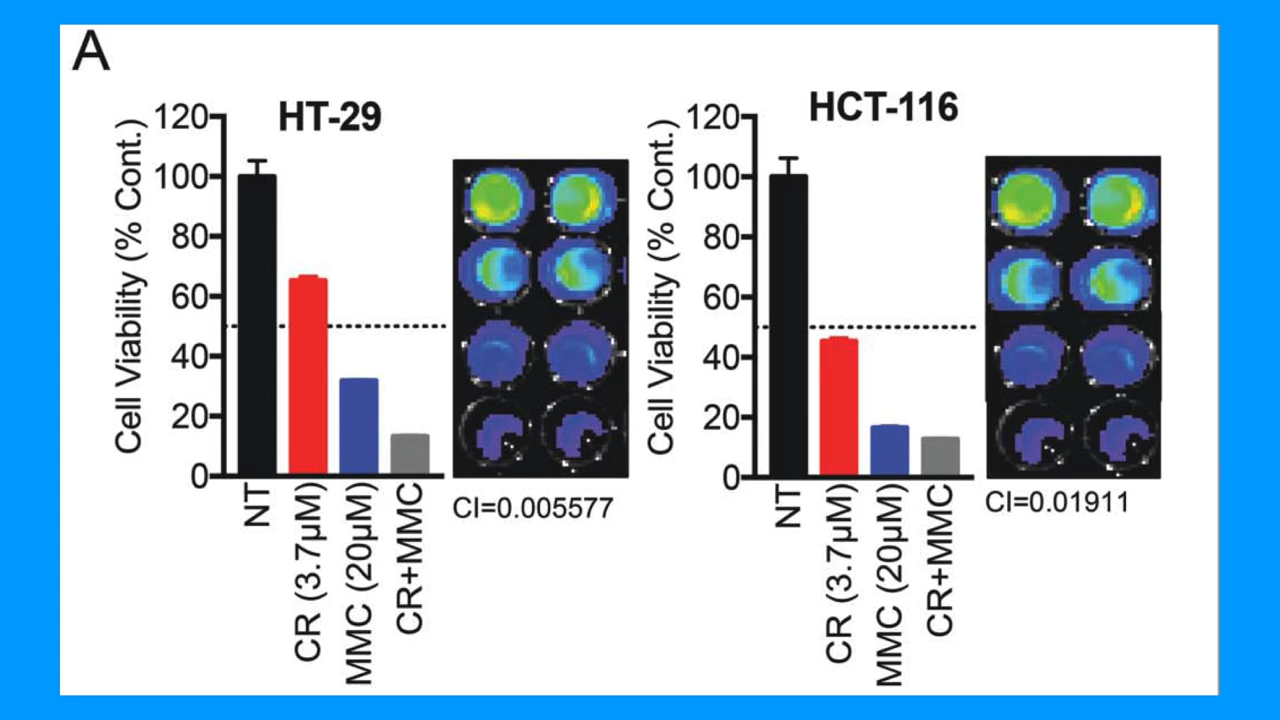 A
HT-29
Cell Viability (% Cont.)
120
100
80
60
40
20
0
NT
CR (3.7µM)
MMC (20µM)
CR+MMC
CI=0.005577
HCT-116
Cell Viability (% Cont.)
120
100
80
60
40
20
0
NT
CR (3.7µM)
MMC (20µM)
CR+MMC
CI=0.01911